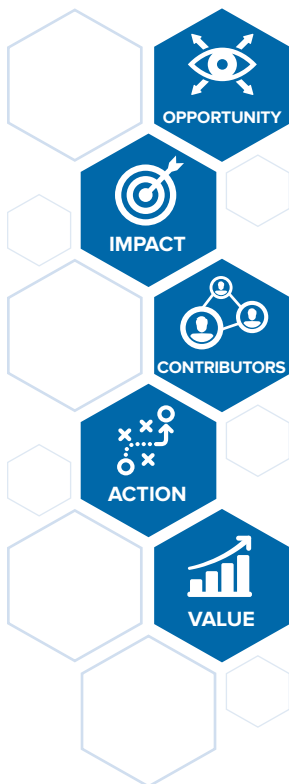 OPPORTUNITY
IMPACT
CONTRIBUTORS
ACTION
VALUE